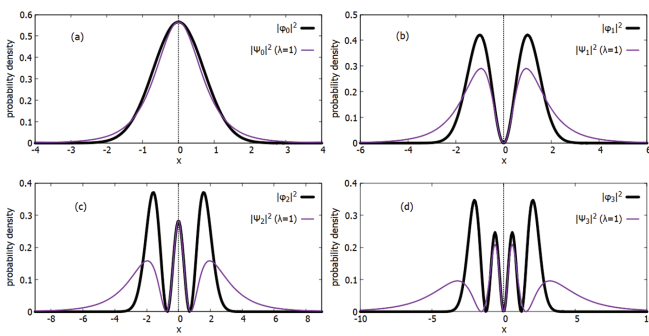 0.6
0.5
0.4
0.3
0.2
0.1
0
probability density
(a)
|φ₀|²
|Ψ₀|² (λ=1)
-4 -3 -2 -1 0 1 2 3 4
x
0.5
0.4
0.3
0.2
0.1
0
probability density
(b)
|φ₁|²
|Ψ₁|² (λ=1)
-6 -4 -2 0 2 4 6
x
0.4
0.3
0.2
0.1
0
probability density
(c)
|φ₂|²
|Ψ₂|² (λ=1)
-8 -6 -4 -2 0 2 4 6 8
x
0.4
0.3
0.2
0.1
0
probability density
(d)
|φ₃|²
|Ψ₃|² (λ=1)
-10 -5 0 5 1
x